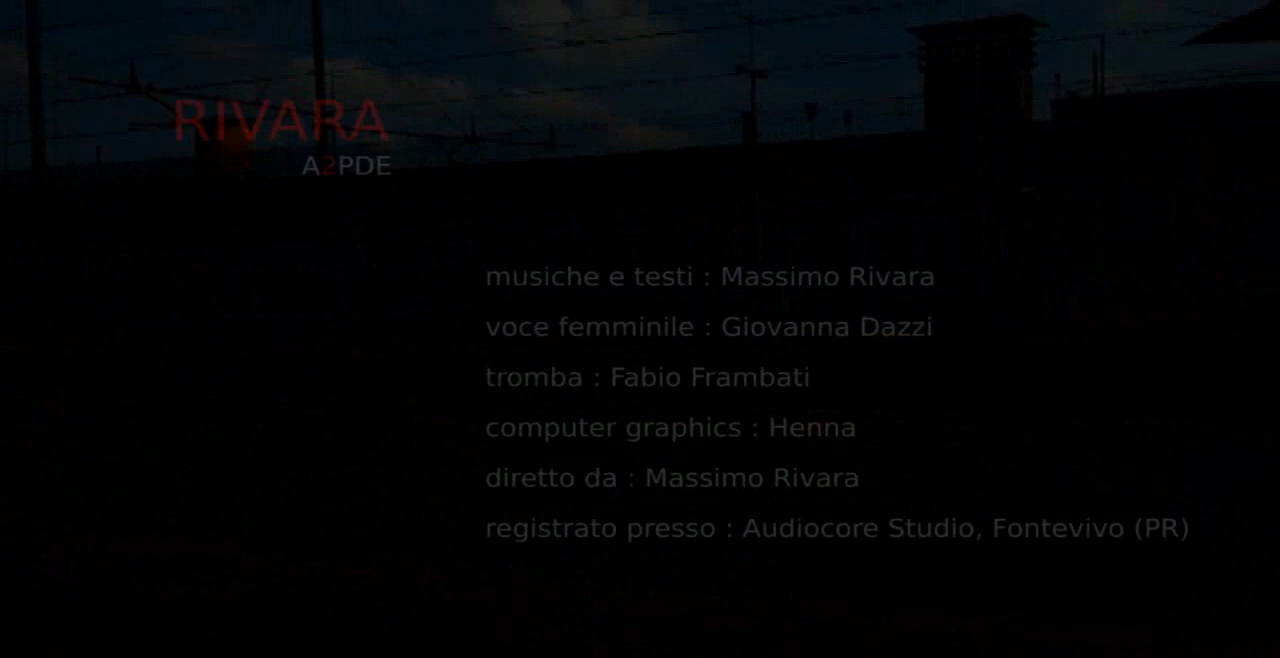 RIVARA
A2PDE
musiche e testi : Massimo Rivara
voce femminile : Giovanna Dazzi
tromba : Fabio Frambati
computer graphics : Henna
diretto da : Massimo Rivara
registrato presso : Audiocore Studio, Fontevivo (PR)